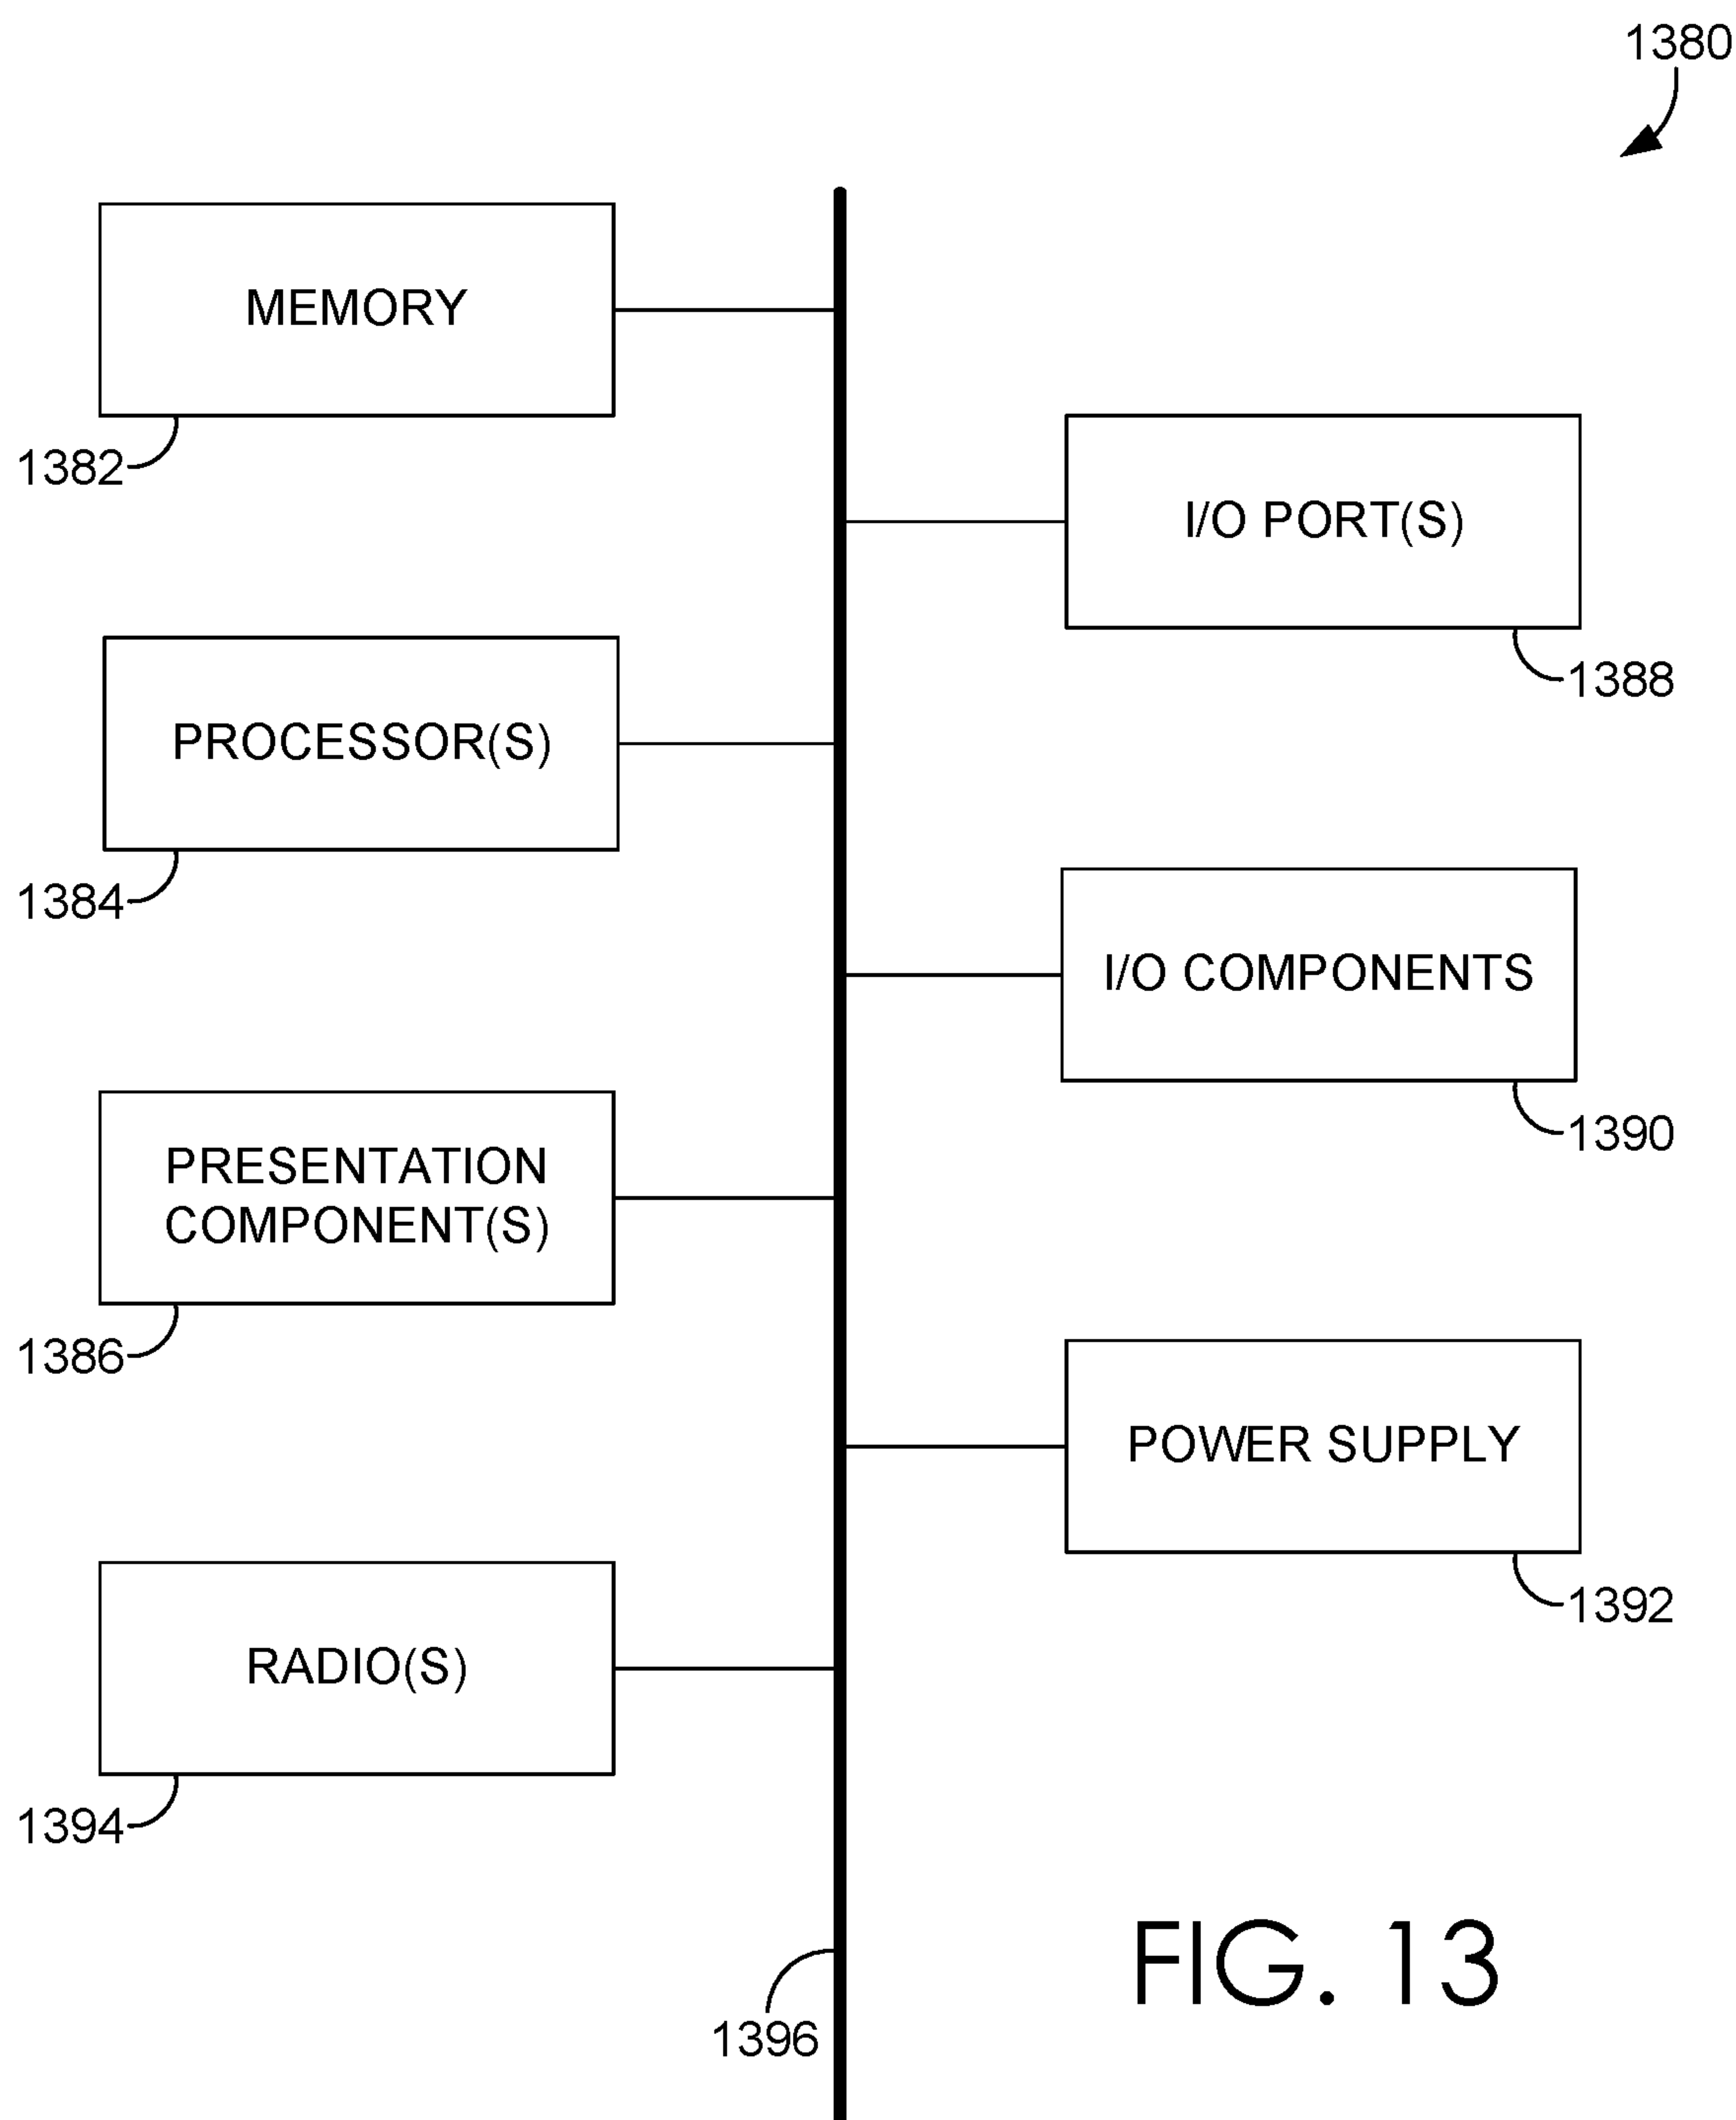 1380
MEMORY
1382
I/O PORT(S)
1388
PROCESSOR(S)
1384
I/O COMPONENTS
1390
PRESENTATION
COMPONENT(S)
1386
POWER SUPPLY
1392
RADIO(S)
1394
1396
FIG. 13